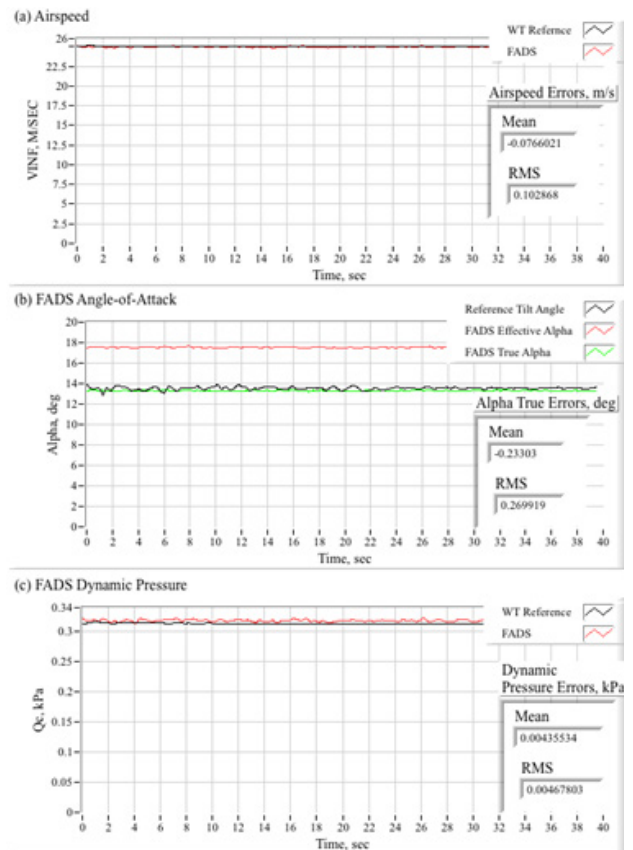 (a) Airspeed
WT Refernce
FADS
26
22.5
20
17.5
15
12.5
10
7.5
5
2.5
0
VINF, M/SEC
Airspeed Errors, m/s
Mean
-0.0766021
RMS
0.102868
0 2 4 6 8 10 12 14 16 18 20 22 24 26 28 30 32 34 36 38 40
Time, sec
(b) FADS Angle-of-Attack
Reference Tilt Angle
FADS Effective Alpha
FADS True Alpha
20
18
16
14
12
10
8
6
4
2
0
Alpha, deg
Alpha True Errors, deg
Mean
-0.23303
RMS
0.269919
0 2 4 6 8 10 12 14 16 18 20 22 24 26 28 30 32 34 36 38 40
Time, sec
(c) FADS Dynamic Pressure
WT Reference
FADS
0.34
0.3
0.25
0.2
0.15
0.1
0.05
0
Qc, kPa
Dynamic
Pressure Errors, kPa
Mean
0.00435534
RMS
0.00467803
0 2 4 6 8 10 12 14 16 18 20 22 24 26 28 30 32 34 36 38 40
Time, sec